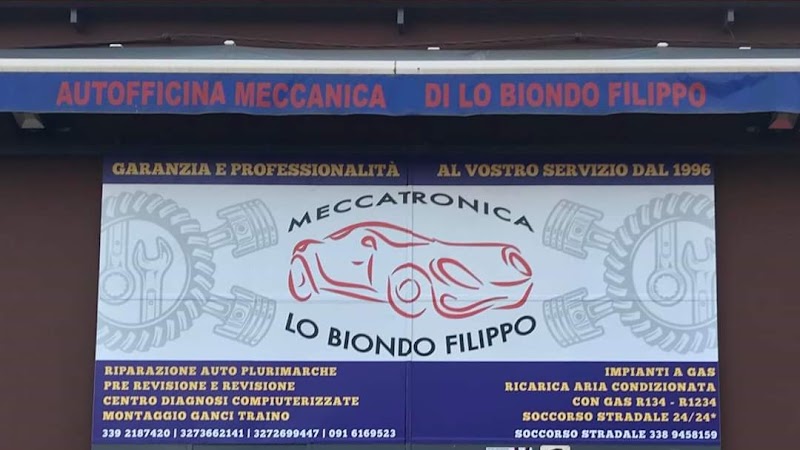 AUTOFFICINA MECCANICA DI LO BIONDO FILIPPO
GARANZIA E PROFESSIONALITÀ AL VOSTRO SERVIZIO DAL 1996
MECCATRONICA
LO BIONDO FILIPPO
RIPARAZIONE AUTO PLURIMARCHE
PRE REVISIONE E REVISIONE
CENTRO DIAGNOSI COMPIUTERIZZATE
MONTAGGIO GANCI TRAINO
339 2187420 | 3273662141 | 3272699447 | 091 6169523
IMPIANTI A GAS
RICARICA ARIA CONDIZIONATA
CON GAS R134 - R1234
SOCCORSO STRADALE 24/24*
SOCCORSO STRADALE 338 9458159